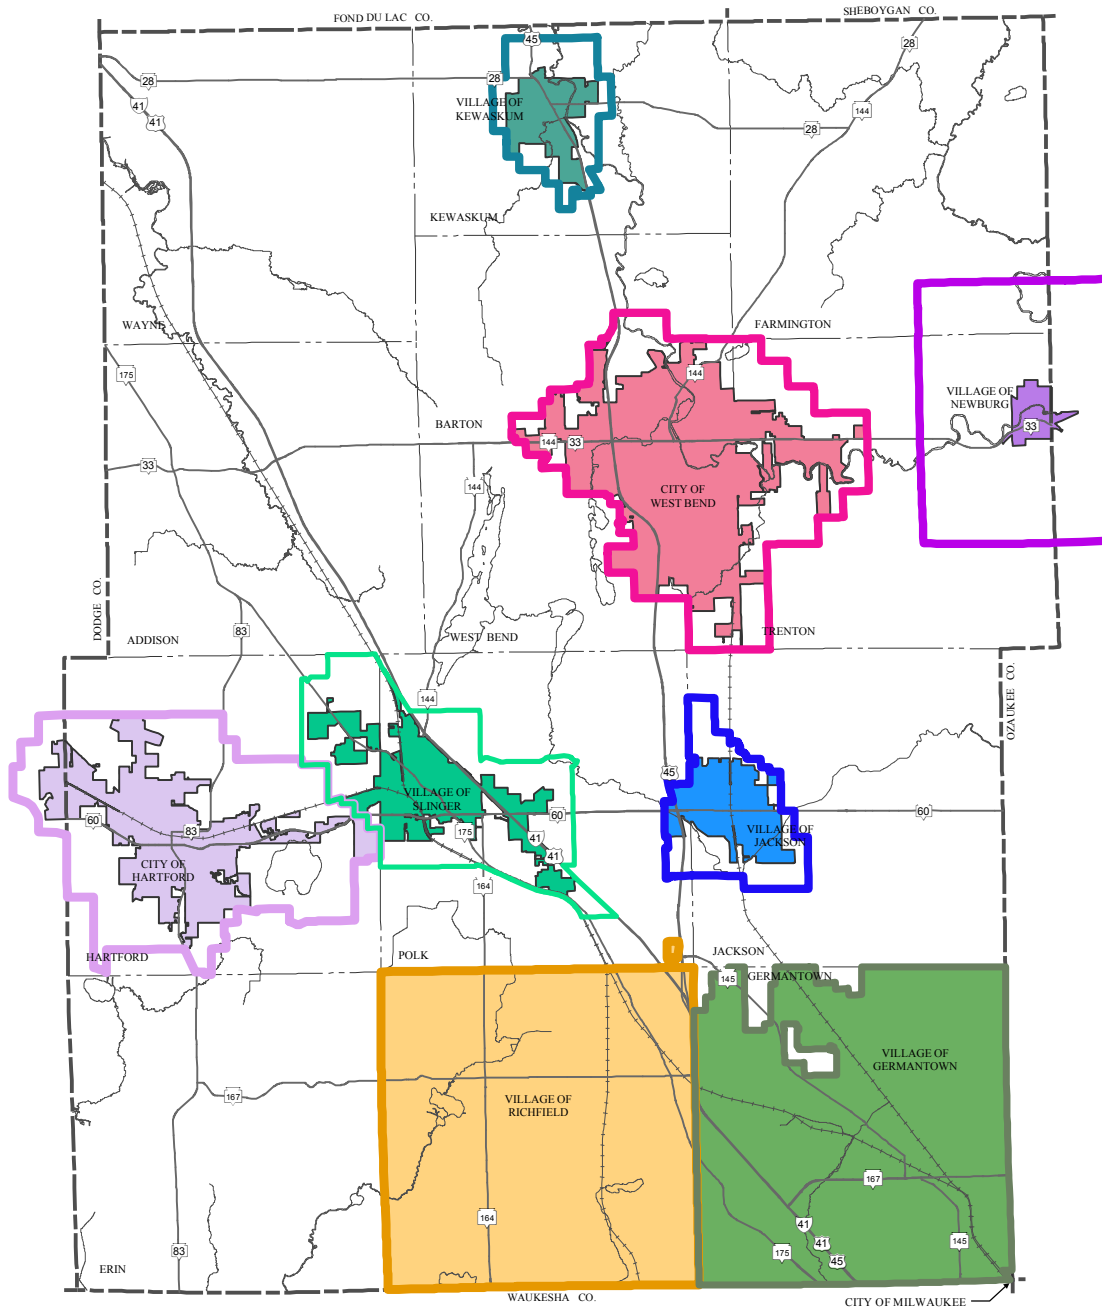 FOND DU LAC CO.
SHEBOYGAN CO.
45
28
28
28
41
41
VILLAGE OF
KEWASKUM
144
28
KEWASKUM
WAYNE
FARMINGTON
175
144
VILLAGE OF
NEWBURG
BARTON
33
144
33
33
144
CITY OF
WEST BEND
DODGE CO.
83
ADDISON
WEST BEND
TRENTON
OZAUKEE CO.
144
45
VILLAGE OF
SLINGER
60
60
60
83
175
41
41
VILLAGE OF
JACKSON
CITY OF
HARTFORD
164
HARTFORD
POLK
JACKSON
145
GERMANTOWN
VILLAGE OF
GERMANTOWN
167
VILLAGE OF
RICHFIELD
167
164
41
41
45
145
175
83
ERIN
WAUKESHA CO.
CITY OF MILWAUKEE